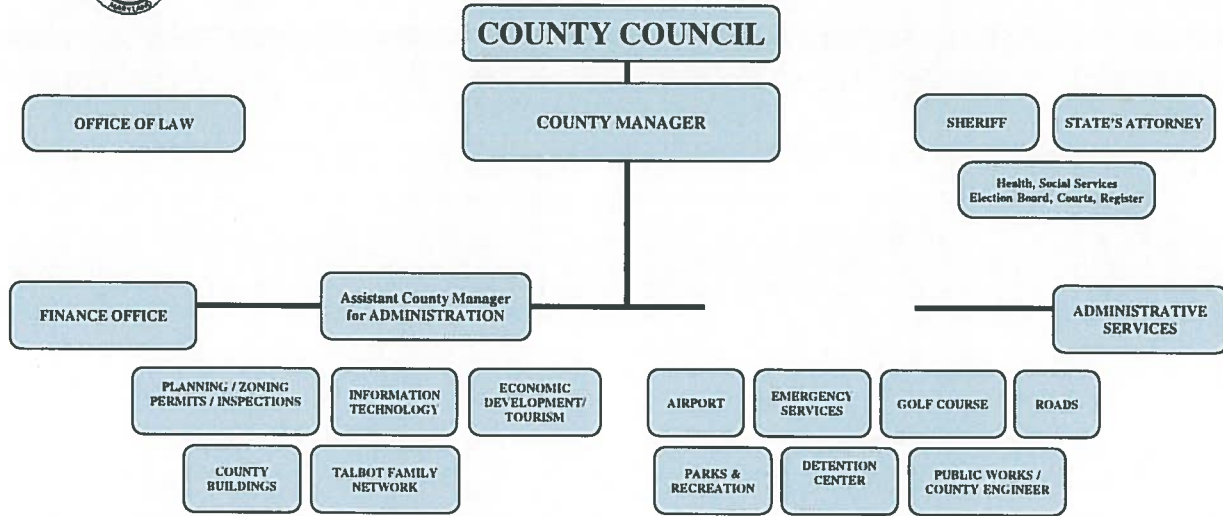 MARYLAND
COUNTY COUNCIL
OFFICE OF LAW
COUNTY MANAGER
SHERIFF
STATE'S ATTORNEY
Health, Social Services
Election Board, Courts, Register
FINANCE OFFICE
Assistant County Manager
for ADMINISTRATION
ADMINISTRATIVE
SERVICES
PLANNING / ZONING
PERMITS / INSPECTIONS
INFORMATION
TECHNOLOGY
ECONOMIC
DEVELOPMENT/
TOURISM
AIRPORT
EMERGENCY
SERVICES
GOLF COURSE
ROADS
COUNTY
BUILDINGS
TALBOT FAMILY
NETWORK
PARKS &
RECREATION
DETENTION
CENTER
PUBLIC WORKS /
COUNTY ENGINEER